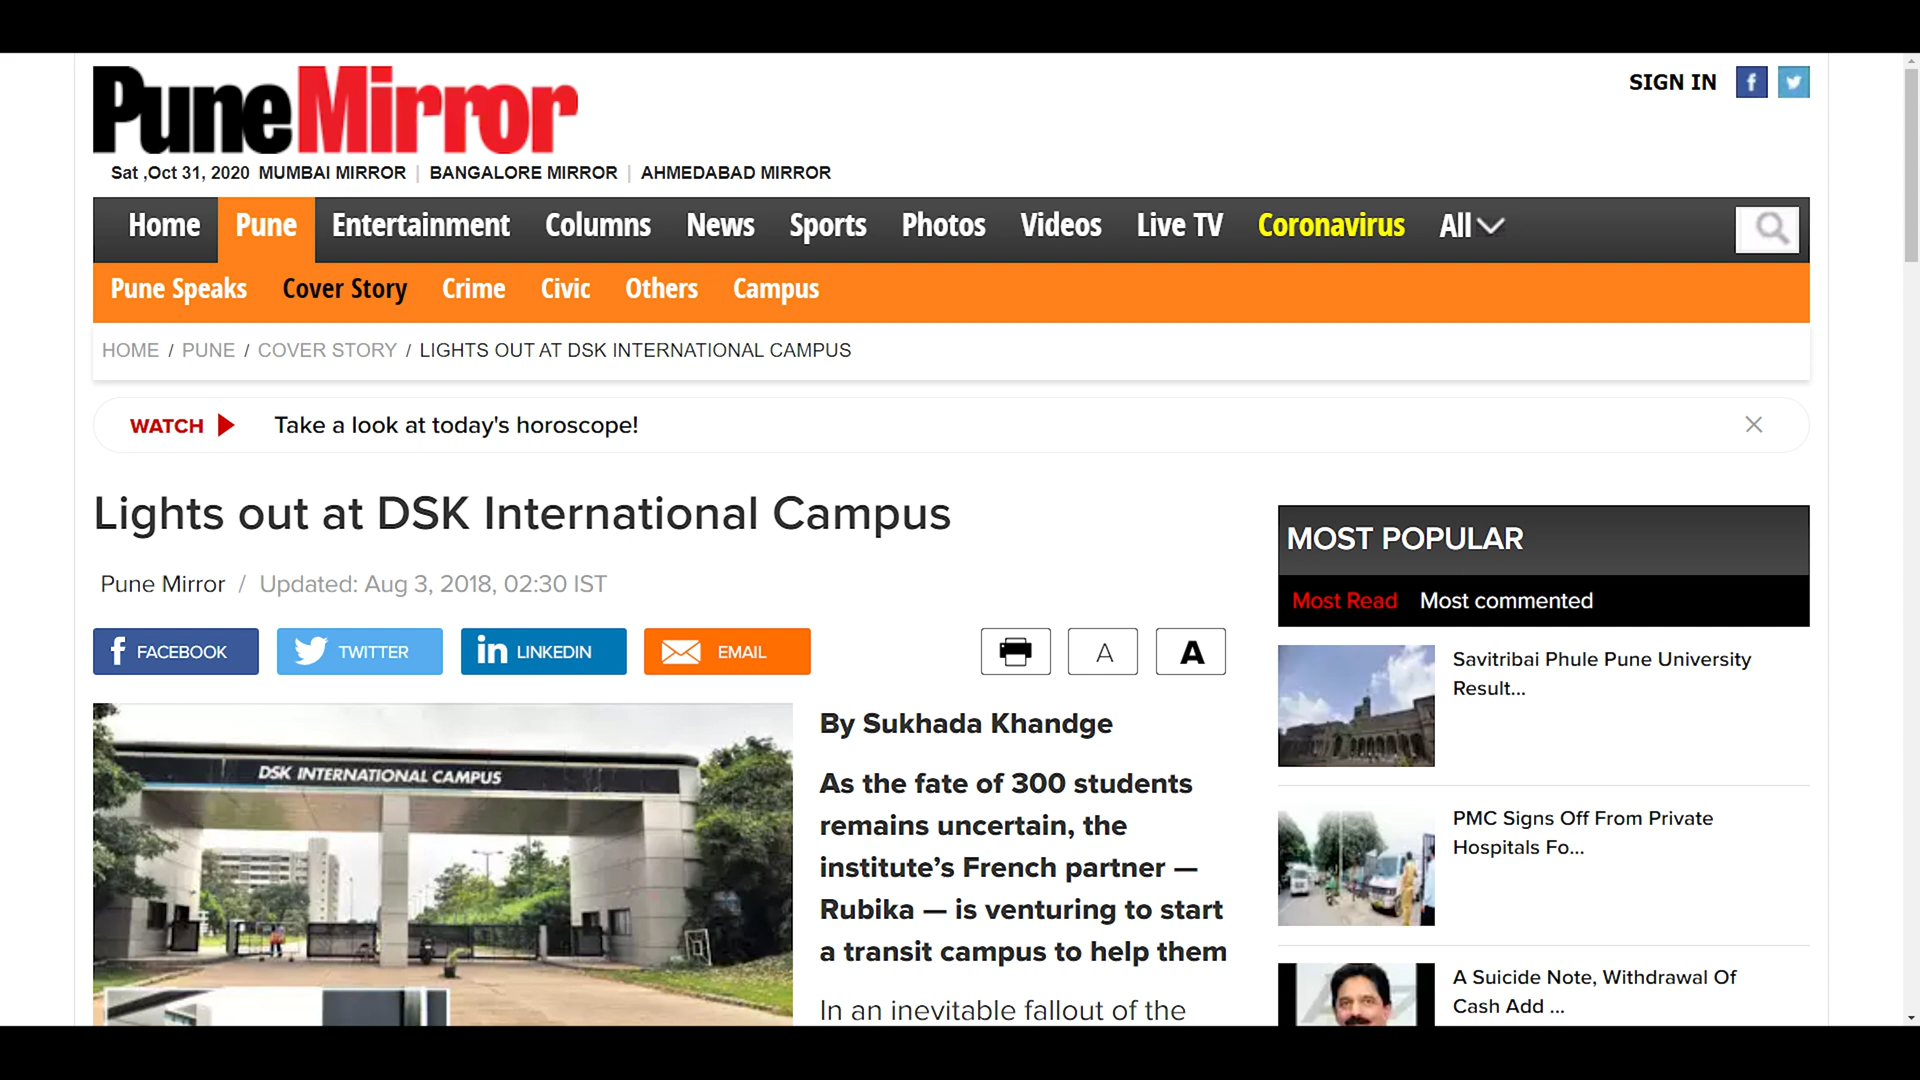 PuneMirror
SIGN IN
Sat ,Oct 31, 2020 MUMBAI MIRROR | BANGALORE MIRROR | AHMEDABAD MIRROR
Home Pune Entertainment Columns News Sports Photos Videos Live TV Coronavirus All
Pune Speaks Cover Story Crime Civic Others Campus
HOME / PUNE / COVER STORY / LIGHTS OUT AT DSK INTERNATIONAL CAMPUS
WATCH Take a look at today's horoscope!
Lights out at DSK International Campus
Pune Mirror / Updated: Aug 3, 2018, 02:30 IST
FACEBOOK TWITTER LINKEDIN EMAIL
A A
DSK INTERNATIONAL CAMPUS
By Sukhada Khandge
As the fate of 300 students
remains uncertain, the
institute’s French partner —
Rubika — is venturing to start
a transit campus to help them
In an inevitable fallout of the
MOST POPULAR
Most Read Most commented
Savitribai Phule Pune University
Result...
PMC Signs Off From Private
Hospitals Fo...
A Suicide Note, Withdrawal Of
Cash Add ...